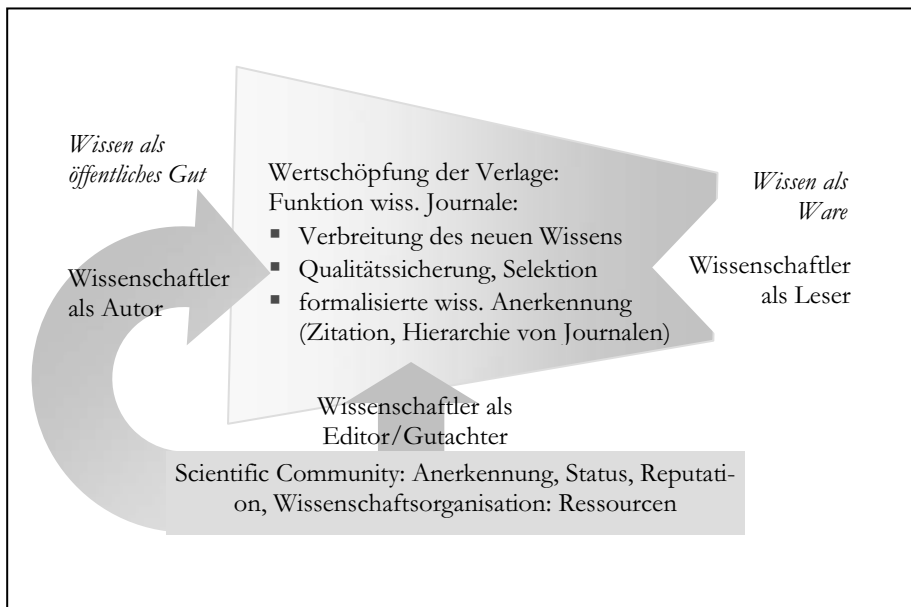 Wissen als
öffentliches Gut
Wissenschaftler
als Autor
Wertschöpfung der Verlage:
Funktion wiss. Journale:
▪ Verbreitung des neuen Wissens
▪ Qualitätssicherung, Selektion
▪ formalisierte wiss. Anerkennung
(Zitation, Hierarchie von Journalen)
Wissen als
Ware
Wissenschaftler
als Leser
Wissenschaftler als
Editor/Gutachter
Scientific Community: Anerkennung, Status, Reputati-
on, Wissenschaftsorganisation: Ressourcen